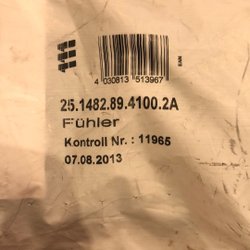 4 030813 513967
25.1482.89.4100.2A
Fühler
Kontroll Nr. : 11965
07.08.2013